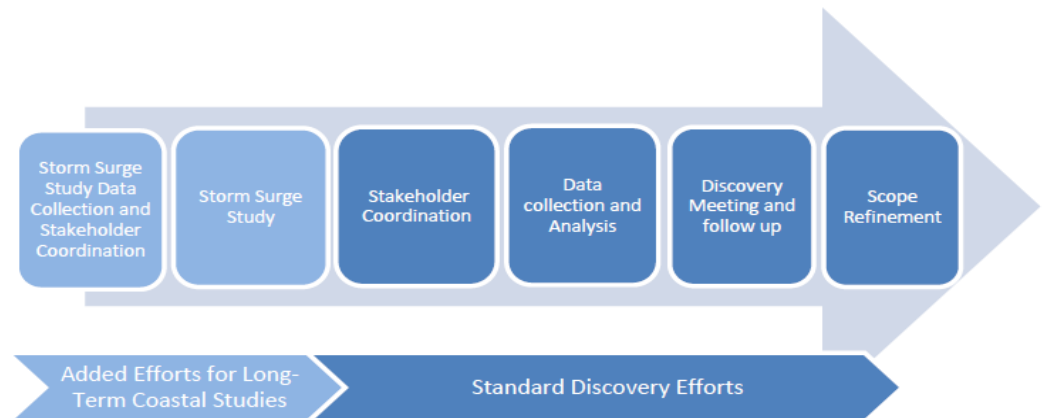 Storm Surge
Study Data
Collection and
Stakeholder
Coordination
Storm Surge
Study
Stakeholder
Coordination
Data
collection and
Analysis
Discovery
Meeting and
follow up
Scope
Refinement
Added Efforts for Long-
Term Coastal Studies
Standard Discovery Efforts